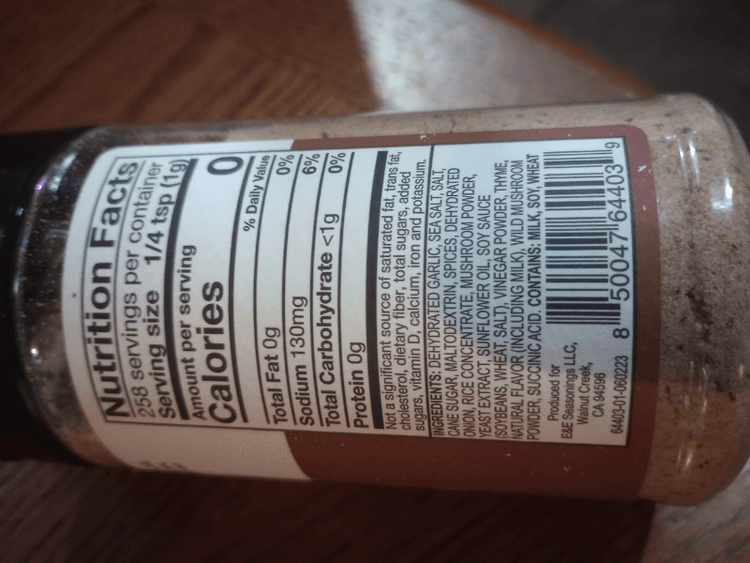 Nutrition Facts
258 servings per container
Serving size 1/4 tsp (1g)
Amount per serving
Calories 0
% Daily Value
Total Fat 0g 0%
Sodium 130mg 6%
Total Carbohydrate <1g 0%
Protein 0g
Not a significant source of saturated fat, trans fat,
cholesterol, dietary fiber, total sugars, added
sugars, vitamin D, calcium, iron and potassium.
INGREDIENTS: DEHYDRATED GARLIC, SEA SALT, SALT,
CANE SUGAR, MALTODEXTRIN, SPICES, DEHYDRATED
ONION, RICE CONCENTRATE, MUSHROOM POWDER,
YEAST EXTRACT, SUNFLOWER OIL, SOY SAUCE
(SOYBEANS, WHEAT, SALT), VINEGAR POWDER, THYME,
NATURAL FLAVOR (INCLUDING MILK), WILD MUSHROOM
POWDER, SUCCINIC ACID. CONTAINS: MILK, SOY, WHEAT
Produced for
E&E Seasonings LLC,
Walnut Creek,
CA 94596
64403-01-060223
8 50047 64403 9